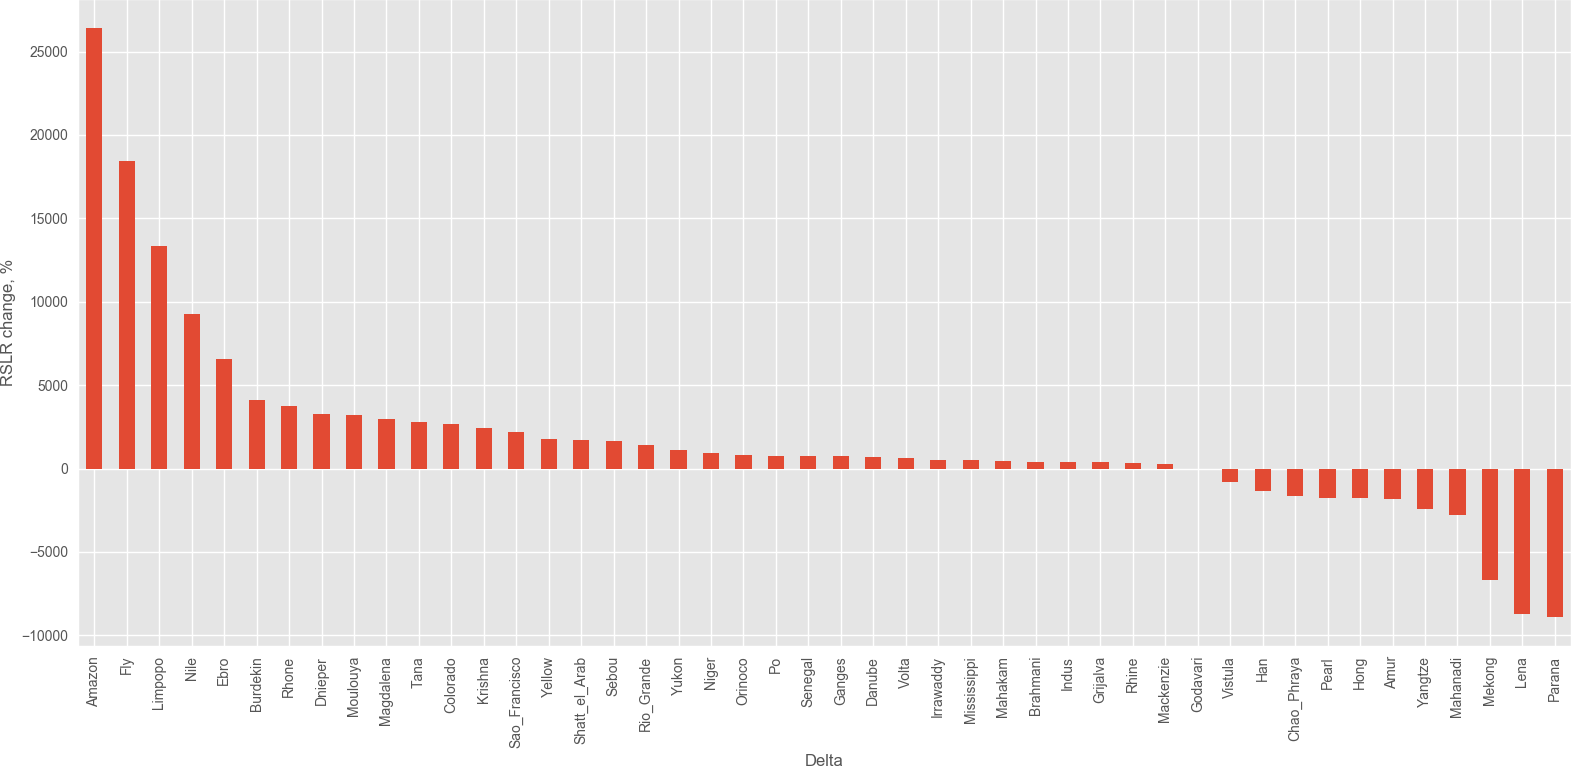 RSLR change, %
25000
20000
15000
10000
5000
0
−5000
−10000
Amazon
Fly
Limpopo
Nile
Ebro
Burdekin
Rhone
Dnieper
Moulouya
Magdalena
Tana
Colorado
Krishna
Sao_Francisco
Yellow
Shatt_el_Arab
Sebou
Rio_Grande
Yukon
Niger
Orinoco
Po
Senegal
Ganges
Danube
Volta
Irrawaddy
Mississippi
Mahakam
Brahmani
Indus
Grijalva
Rhine
Mackenzie
Godavari
Vistula
Han
Chao_Phraya
Pearl
Hong
Amur
Yangtze
Mahanadi
Mekong
Lena
Parana
Delta